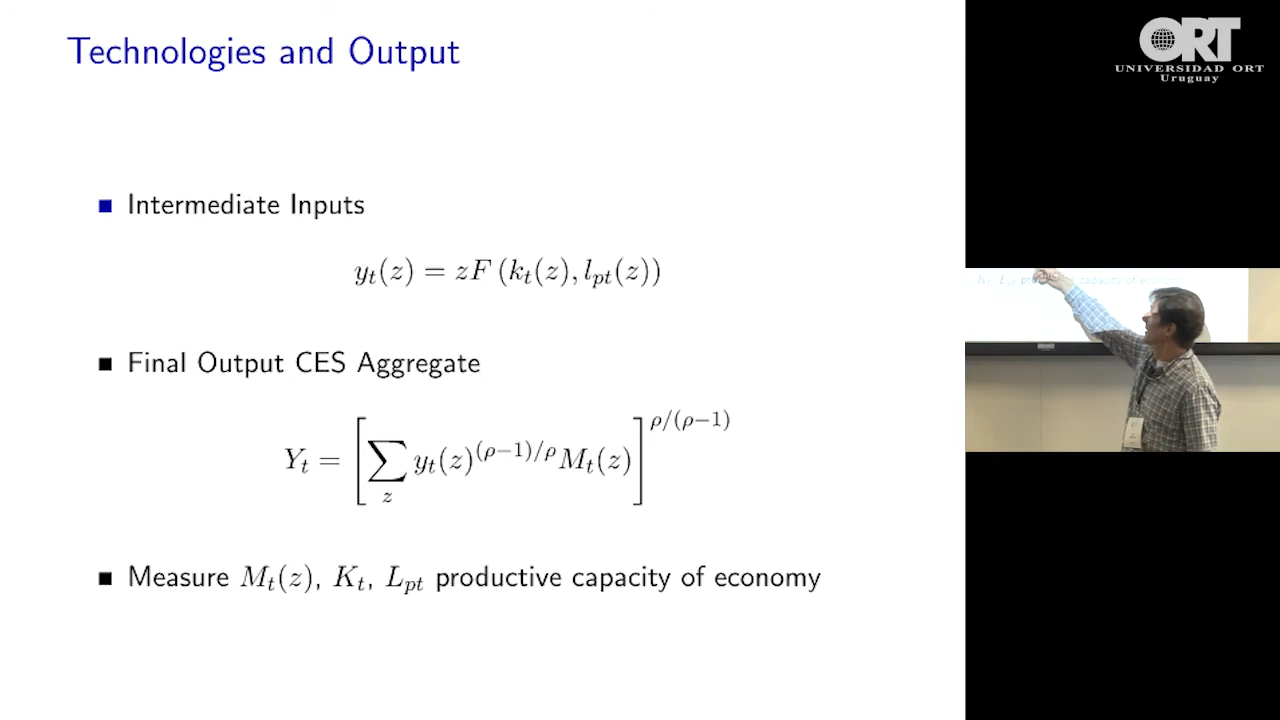 Technologies and Output
Intermediate Inputs
y_t(z) = zF (k_t(z), l_{pt}(z))
Final Output CES Aggregate
Y_t = [∑_z y_t(z)^{(ρ−1)/ρ} M_t(z)]^{ρ/(ρ−1)}
Measure M_t(z), K_t, L_{pt} productive capacity of economy
ORT
UNIVERSIDAD ORT
Uruguay